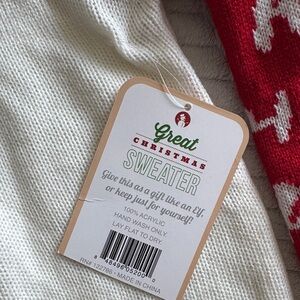 Great
CHRISTMAS
SWEATER
Give this as a gift like an Elf,
or keep just for yourself!
100% ACRYLIC
HAND WASH ONLY
LAY FLAT TO DRY
MADE IN CHINA